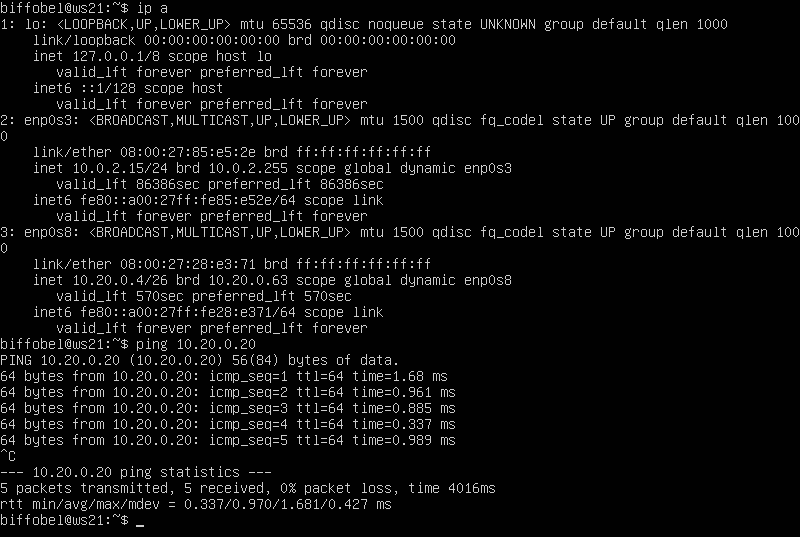 biffobel@ws21:~$ ip a
1: lo: <LOOPBACK,UP,LOWER_UP> mtu 65536 qdisc noqueue state UNKNOWN group default qlen 1000
    link/loopback 00:00:00:00:00:00 brd 00:00:00:00:00:00
    inet 127.0.0.1/8 scope host lo
       valid_lft forever preferred_lft forever
    inet6 ::1/128 scope host
       valid_lft forever preferred_lft forever
2: enp0s3: <BROADCAST,MULTICAST,UP,LOWER_UP> mtu 1500 qdisc fq_codel state UP group default qlen 100
0
    link/ether 08:00:27:85:e5:2e brd ff:ff:ff:ff:ff:ff
    inet 10.0.2.15/24 brd 10.0.2.255 scope global dynamic enp0s3
       valid_lft 86386sec preferred_lft 86386sec
    inet6 fe80::a00:27ff:fe85:e52e/64 scope link
       valid_lft forever preferred_lft forever
3: enp0s8: <BROADCAST,MULTICAST,UP,LOWER_UP> mtu 1500 qdisc fq_codel state UP group default qlen 100
0
    link/ether 08:00:27:28:e3:71 brd ff:ff:ff:ff:ff:ff
    inet 10.20.0.4/26 brd 10.20.0.63 scope global dynamic enp0s8
       valid_lft 570sec preferred_lft 570sec
    inet6 fe80::a00:27ff:fe28:e371/64 scope link
       valid_lft forever preferred_lft forever
biffobel@ws21:~$ ping 10.20.0.20
PING 10.20.0.20 (10.20.0.20) 56(84) bytes of data.
64 bytes from 10.20.0.20: icmp_seq=1 ttl=64 time=1.68 ms
64 bytes from 10.20.0.20: icmp_seq=2 ttl=64 time=0.961 ms
64 bytes from 10.20.0.20: icmp_seq=3 ttl=64 time=0.885 ms
64 bytes from 10.20.0.20: icmp_seq=4 ttl=64 time=0.337 ms
64 bytes from 10.20.0.20: icmp_seq=5 ttl=64 time=0.989 ms
^C
--- 10.20.0.20 ping statistics ---
5 packets transmitted, 5 received, 0% packet loss, time 4016ms
rtt min/avg/max/mdev = 0.337/0.970/1.681/0.427 ms
biffobel@ws21:~$ _